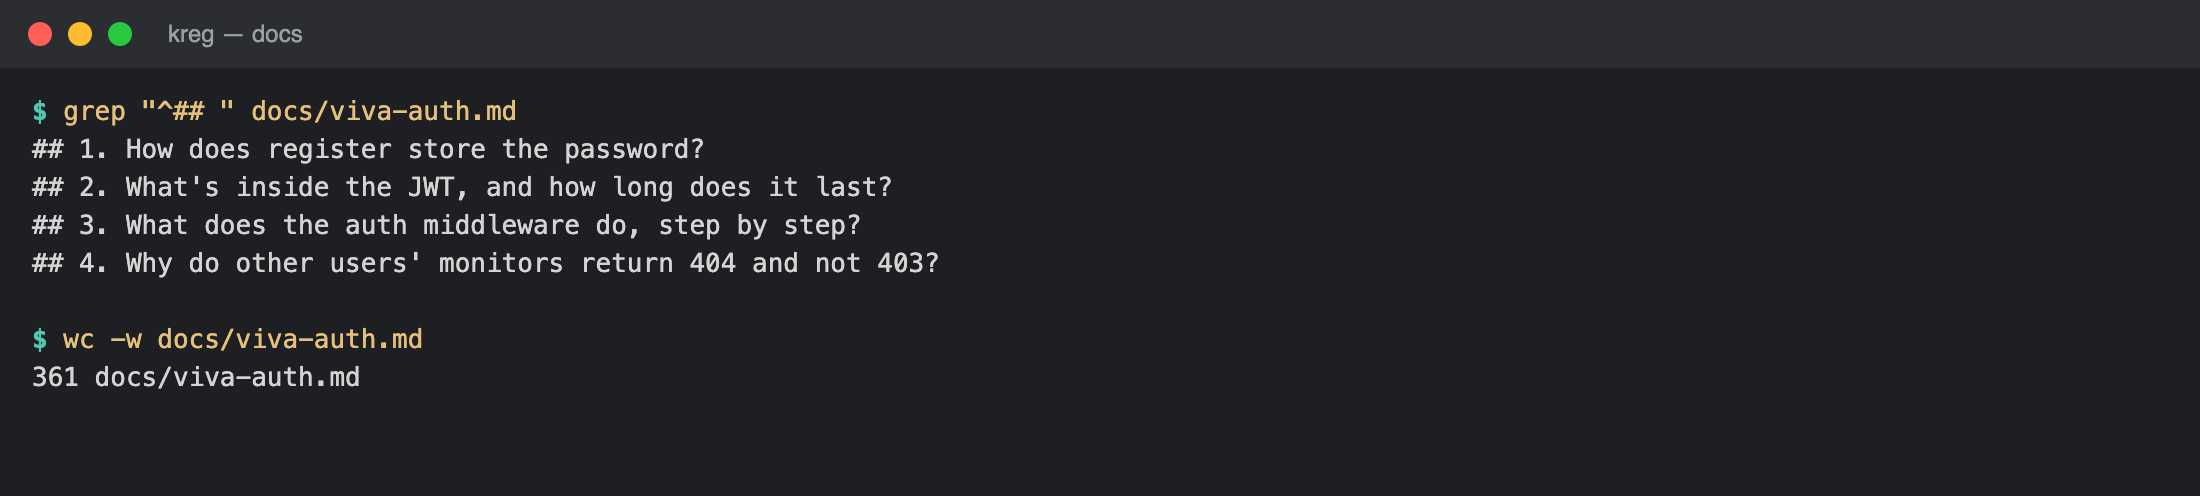 kreg — docs
$ grep "^## " docs/viva-auth.md
## 1. How does register store the password?
## 2. What's inside the JWT, and how long does it last?
## 3. What does the auth middleware do, step by step?
## 4. Why do other users' monitors return 404 and not 403?
$ wc -w docs/viva-auth.md
361 docs/viva-auth.md